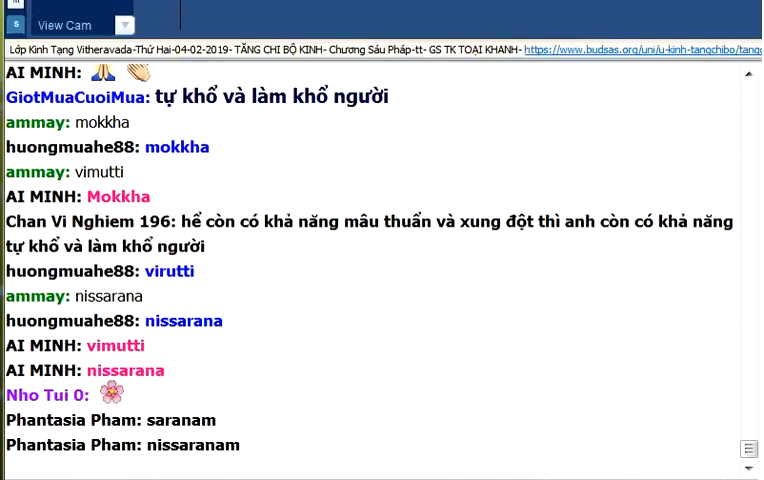 View Cam
Lớp Kinh Tạng Vitheravada-Thứ Hai-04-02-2019- TĂNG CHI BỘ KINH- Chương Sáu Pháp-tt- GS TK TOẠI KHANH- https://www.budsas.org/uni/u-kinh-tangchibo/tang
AI MINH: 🙏 👏
GiotMuaCuoiMua: tự khổ và làm khổ người
ammay: mokkha
huongmuahe88: mokkha
ammay: vimutti
AI MINH: Mokkha
Chan Vi Nghiem 196: hể còn có khả năng mâu thuẩn và xung đột thì anh còn có khả năng
tự khổ và làm khổ người
huongmuahe88: virutti
ammay: nissarana
huongmuahe88: nissarana
AI MINH: vimutti
AI MINH: nissarana
Nho Tui 0: 🌸
Phantasia Pham: saranam
Phantasia Pham: nissaranam